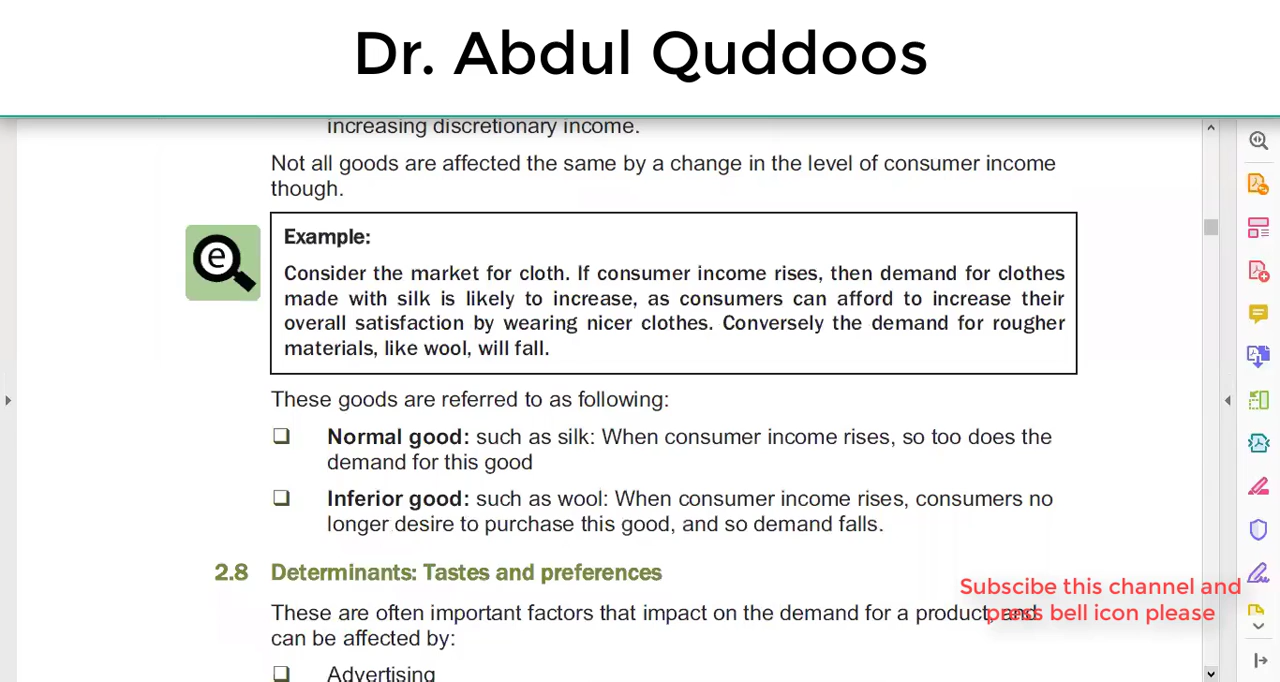 Dr. Abdul Quddoos
increasing discretionary income.
Not all goods are affected the same by a change in the level of consumer income
though.
e
Example:
Consider the market for cloth. If consumer income rises, then demand for clothes
made with silk is likely to increase, as consumers can afford to increase their
overall satisfaction by wearing nicer clothes. Conversely the demand for rougher
materials, like wool, will fall.
These goods are referred to as following:
❑ Normal good: such as silk: When consumer income rises, so too does the
demand for this good
❑ Inferior good: such as wool: When consumer income rises, consumers no
longer desire to purchase this good, and so demand falls.
2.8 Determinants: Tastes and preferences
These are often important factors that impact on the demand for a product, and
can be affected by:
❑ Advertising
Subscibe this channel and
press bell icon please